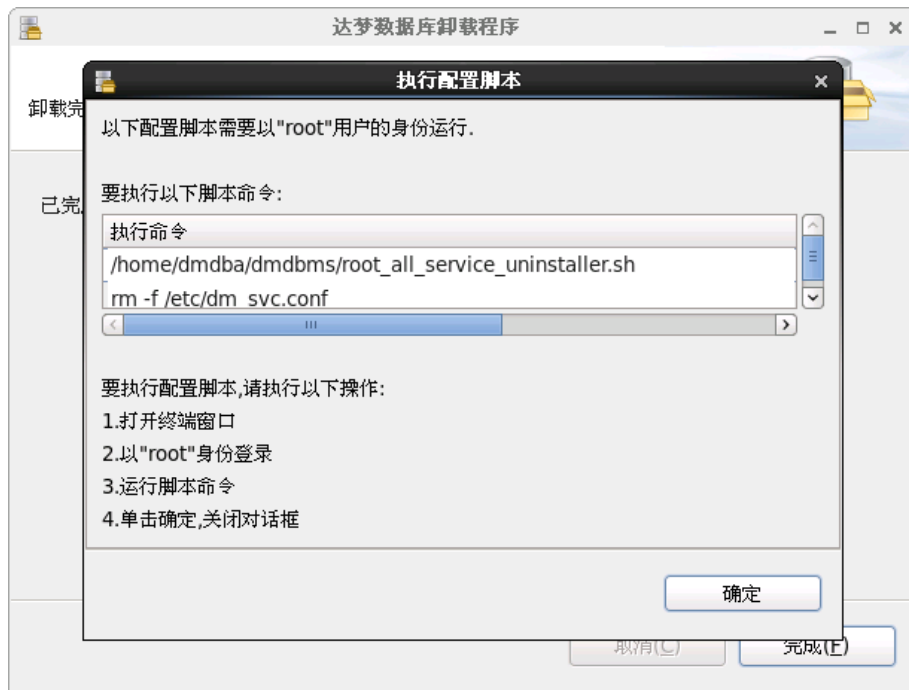 达梦数据库卸载程序
卸载完
执行配置脚本
已完
以下配置脚本需要以"root"用户的身份运行.
要执行以下脚本命令:
执行命令
/home/dmdba/dmdbms/root_all_service_uninstaller.sh
rm -f /etc/dm_svc.conf
要执行配置脚本,请执行以下操作:
1.打开终端窗口
2.以"root"身份登录
3.运行脚本命令
4.单击确定,关闭对话框
确定
取消(C)
完成(F)